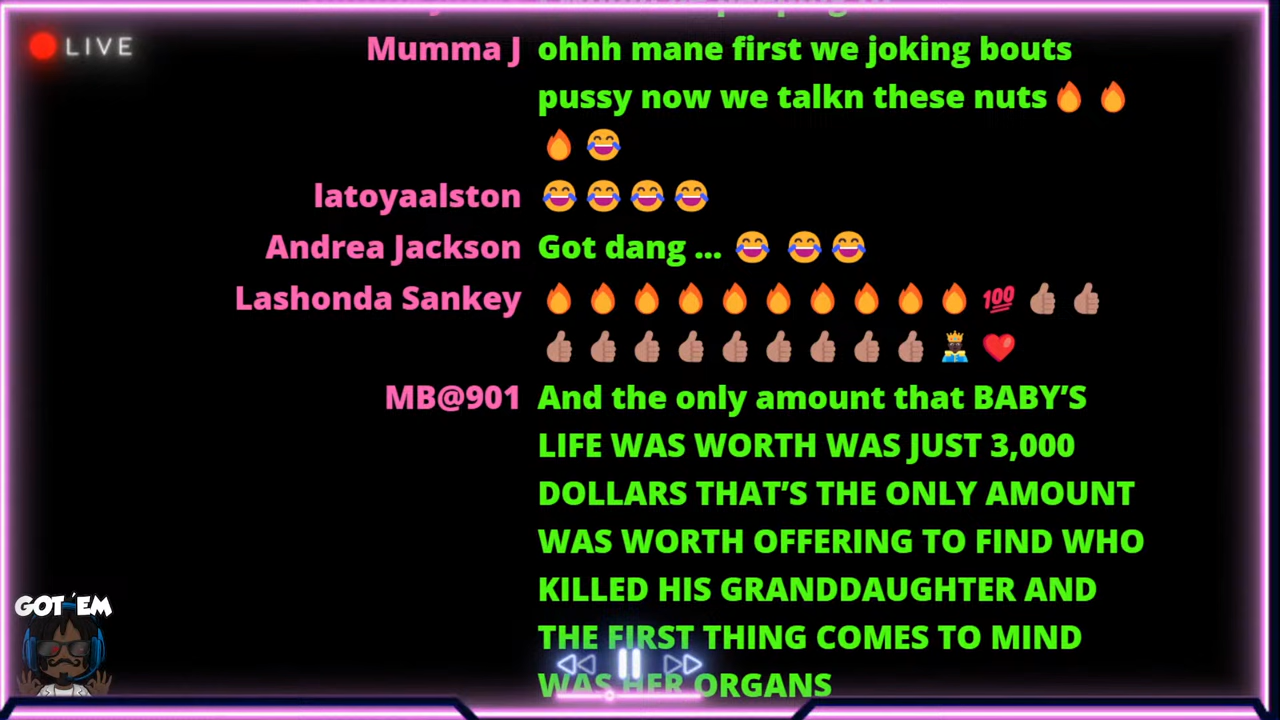 LIVE
Mumma J ohhh mane first we joking bouts
pussy now we talkn these nuts🔥 🔥
🔥 😂
latoyaalston 😂 😂 😂 😂
Andrea Jackson Got dang ... 😂 😂 😂
Lashonda Sankey 🔥 🔥 🔥 🔥 🔥 🔥 🔥 🔥 🔥 🔥 💯 👍🏽 👍🏽
👍🏽 👍🏽 👍🏽 👍🏽 👍🏽 👍🏽 👍🏽 👍🏽 👍🏽 🤴🏿 ❤️
MB@901 And the only amount that BABY’S
LIFE WAS WORTH WAS JUST 3,000
DOLLARS THAT’S THE ONLY AMOUNT
WAS WORTH OFFERING TO FIND WHO
KILLED HIS GRANDDAUGHTER AND
THE FIRST THING COMES TO MIND
WAS HER ORGANS
GOT 'EM